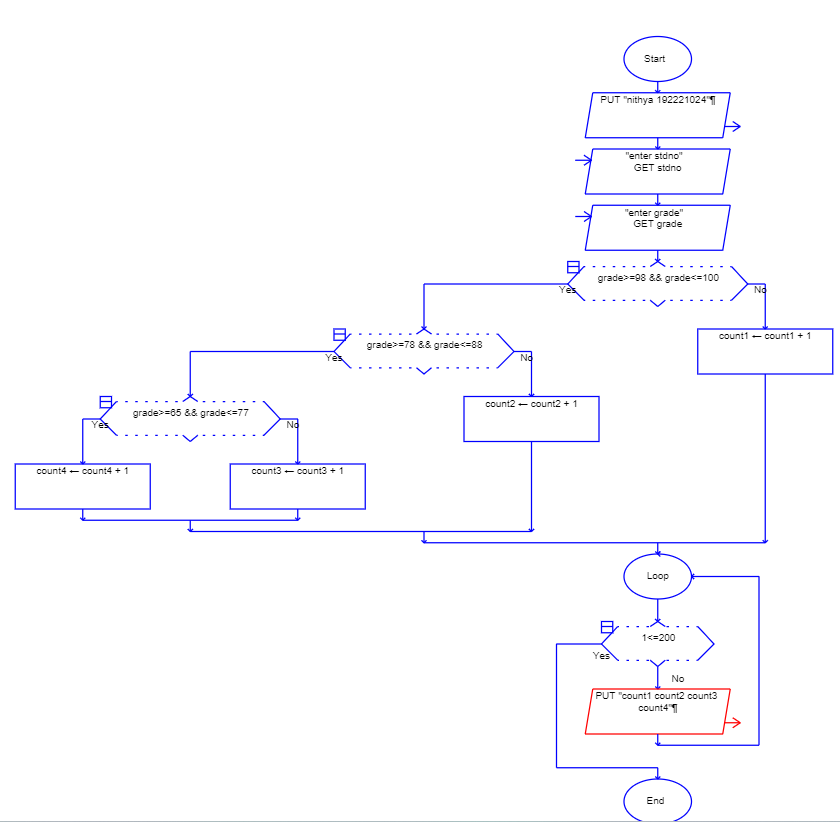 Start
PUT "nithya 192221024"¶
"enter stdno"
GET stdno
"enter grade"
GET grade
grade>=98 && grade<=100
Yes
No
count1 ← count1 + 1
grade>=78 && grade<=88
Yes
No
count2 ← count2 + 1
grade>=65 && grade<=77
Yes
No
count4 ← count4 + 1
count3 ← count3 + 1
Loop
1<=200
Yes
No
PUT "count1 count2 count3
count4"¶
End